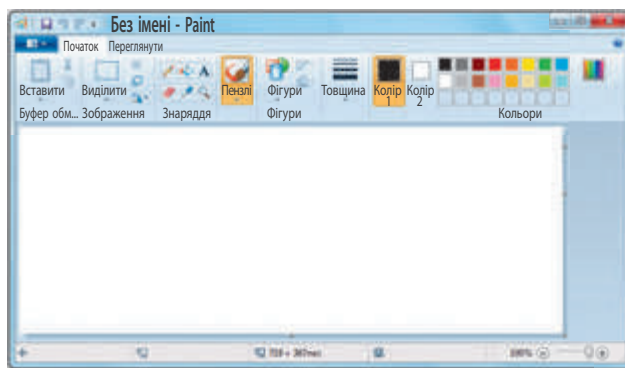 Без імені - Paint
Початок Переглянути
Вставити Виділити Пензлі Фігури Товщина Колір 1 Колір 2
Буфер обм... Зображення Знаряддя Фігури Кольори
100%